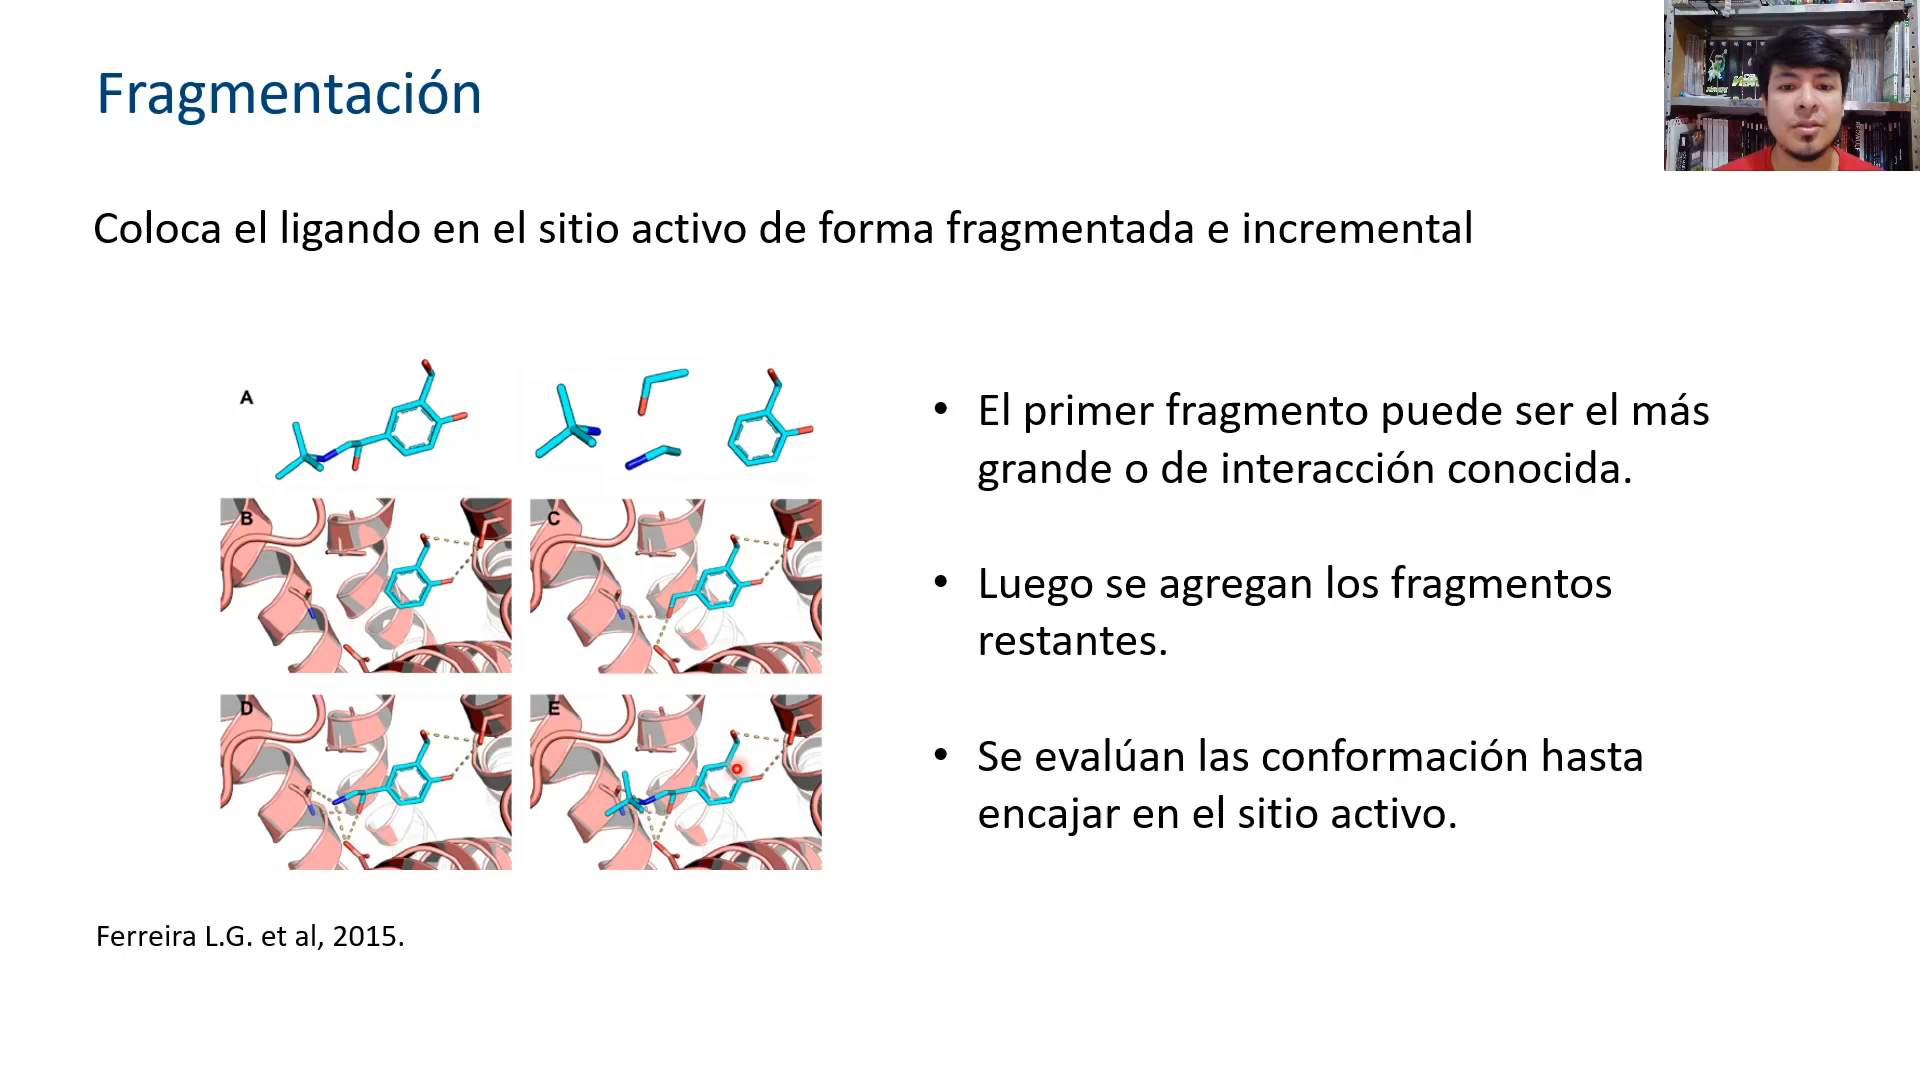 Fragmentación
Coloca el ligando en el sitio activo de forma fragmentada e incremental
A
B
C
D
E
• El primer fragmento puede ser el más
grande o de interacción conocida.
• Luego se agregan los fragmentos
restantes.
• Se evalúan las conformación hasta
encajar en el sitio activo.
Ferreira L.G. et al, 2015.